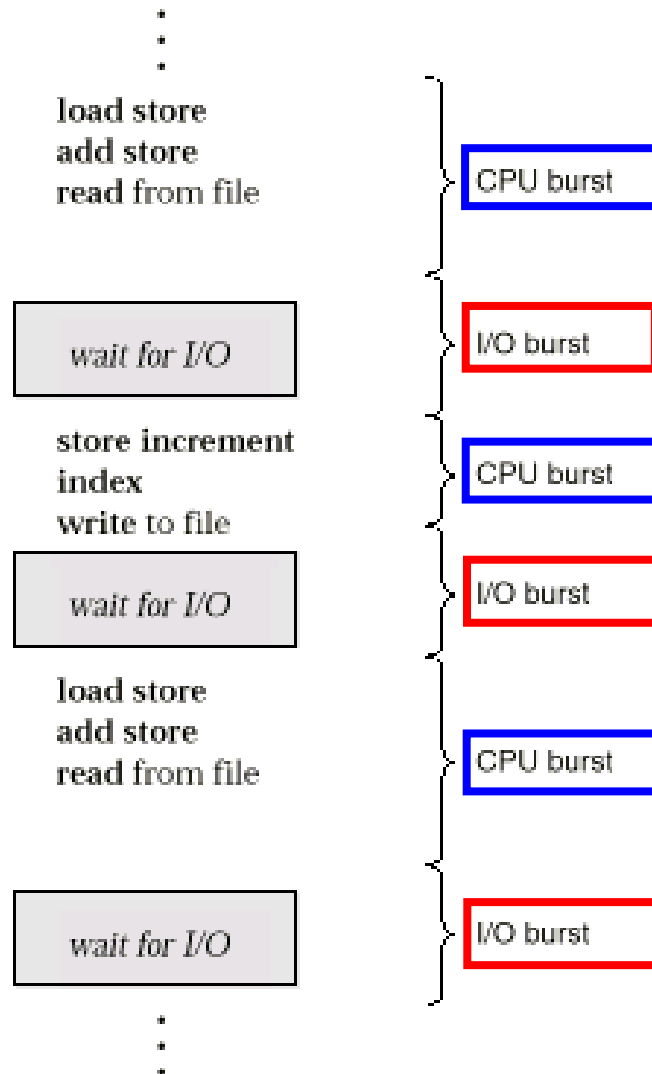 load store
add store
read from file
CPU burst
wait for I/O
I/O burst
store increment
index
write to file
CPU burst
wait for I/O
I/O burst
load store
add store
read from file
CPU burst
wait for I/O
I/O burst